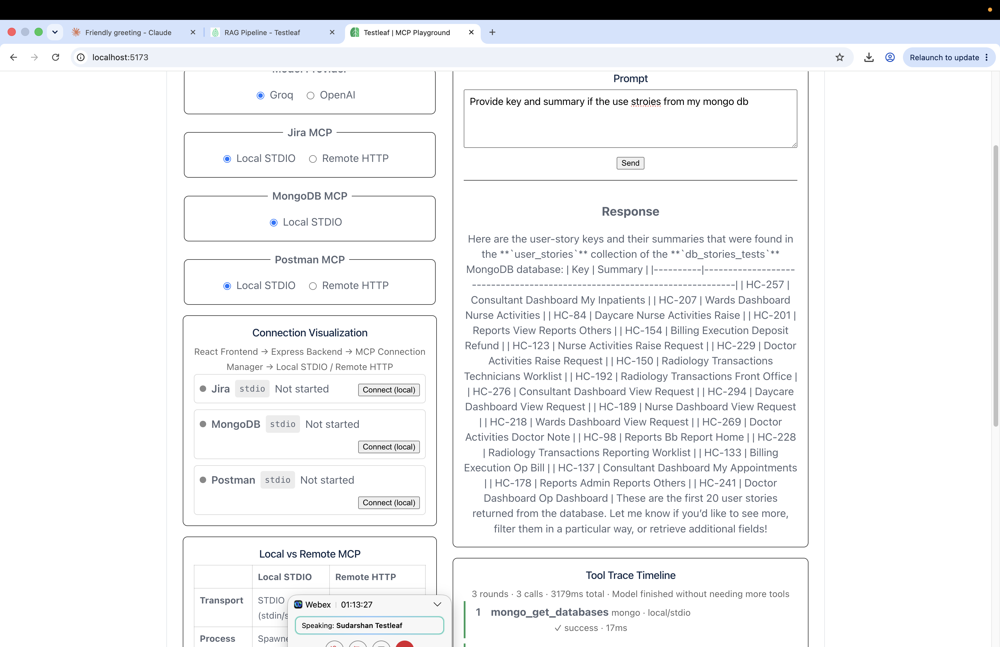 Friendly greeting - Claude
RAG Pipeline - Testleaf
Testleaf | MCP Playground
localhost:5173
Relaunch to update
Model Provider
Groq
OpenAI
Jira MCP
Local STDIO
Remote HTTP
MongoDB MCP
Local STDIO
Postman MCP
Local STDIO
Remote HTTP
Connection Visualization
React Frontend → Express Backend → MCP Connection
Manager → Local STDIO / Remote HTTP
Jira stdio Not started
Connect (local)
MongoDB stdio Not started
Connect (local)
Postman stdio Not started
Connect (local)
Local vs Remote MCP
Local STDIO
Remote HTTP
Transport
STDIO
Process
Webex | 01:13:27
Speaking: Sudarshan Testleaf
Prompt
Provide key and summary if the use stroies from my mongo db
Send
Response
Here are the user-story keys and their summaries that were found in
the **`user_stories`** collection of the **`db_stories_tests`**
MongoDB database: | Key | Summary | |----------|-------------------
-------------------------------------------------------| | HC-257 |
Consultant Dashboard My Inpatients | | HC-207 | Wards Dashboard
Nurse Activities | | HC-84 | Daycare Nurse Activities Raise | | HC-201 |
Reports View Reports Others | | HC-154 | Billing Execution Deposit
Refund | | HC-123 | Nurse Activities Raise Request | | HC-229 | Doctor
Activities Raise Request | | HC-150 | Radiology Transactions
Technicians Worklist | | HC-192 | Radiology Transactions Front Office |
| HC-276 | Consultant Dashboard View Request | | HC-294 | Daycare
Dashboard View Request | | HC-189 | Nurse Dashboard View Request
| | HC-218 | Wards Dashboard View Request | | HC-269 | Doctor
Activities Doctor Note | | HC-98 | Reports Bb Report Home | | HC-228
| Radiology Transactions Reporting Worklist | | HC-133 | Billing
Execution Op Bill | | HC-137 | Consultant Dashboard My Appointments
| | HC-178 | Reports Admin Reports Others | | HC-241 | Doctor
Dashboard Op Dashboard | These are the first 20 user stories
returned from the database. Let me know if you’d like to see more,
filter them in a particular way, or retrieve additional fields!
Tool Trace Timeline
3 rounds · 3 calls · 3179ms total · Model finished without needing more tools
1 mongo_get_databases mongo · local/stdio
✓ success · 17ms